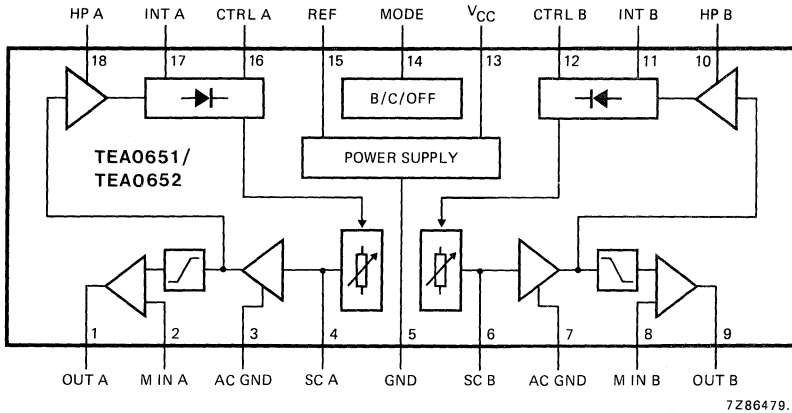 HP A INT A CTRL A REF MODE VCC CTRL B INT B HP B
18 17 16 15 14 13 12 11 10
B/C/OFF
TEA0651/
TEA0652
POWER SUPPLY
1 2 3 4 5 6 7 8 9
OUT A M IN A AC GND SC A GND SC B AC GND M IN B OUT B
7Z86479.